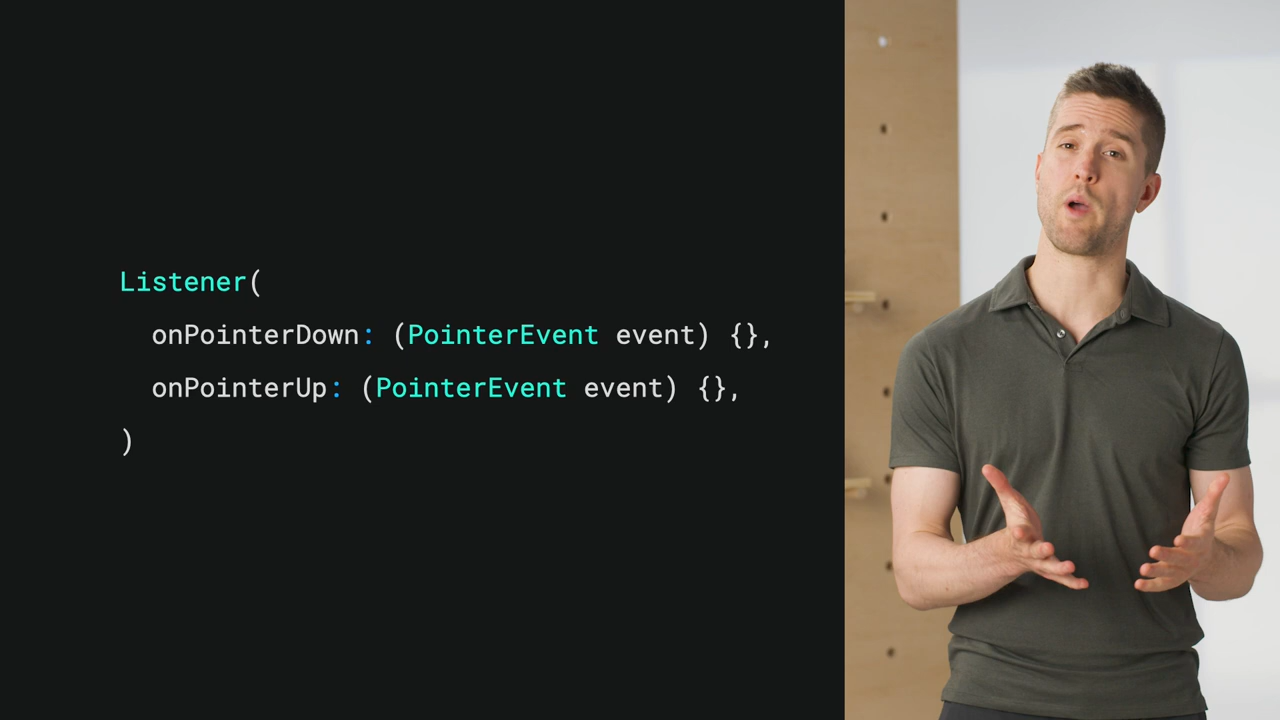 Listener(
  onPointerDown: (PointerEvent event) {},
  onPointerUp: (PointerEvent event) {},
)